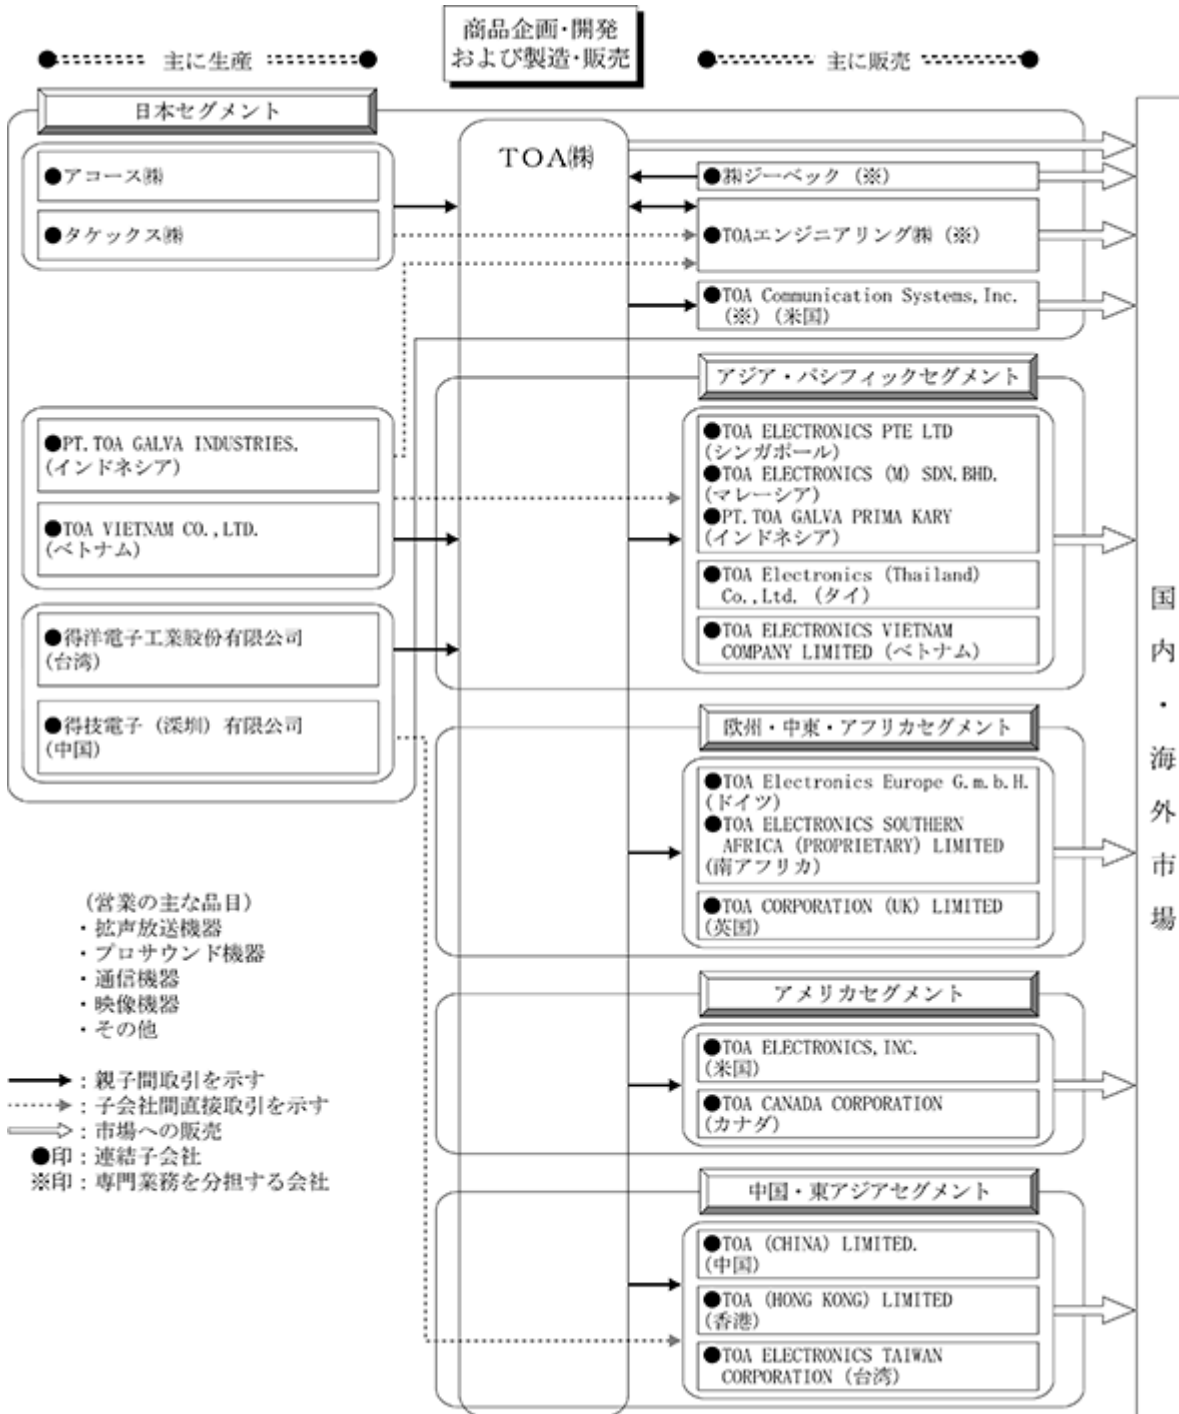 商品企画・開発
および製造・販売
主に生産
主に販売
日本セグメント
TOA㈱
●アコース㈱
●タケックス㈱
●㈱ジーベック (※)
●TOAエンジニアリング㈱ (※)
●TOA Communication Systems,Inc.
(※) (米国)
アジア・パシフィックセグメント
●PT.TOA GALVA INDUSTRIES.
(インドネシア)
●TOA VIETNAM CO.,LTD.
(ベトナム)
●得洋電子工業股份有限公司
(台湾)
●得技電子 (深圳) 有限公司
(中国)
●TOA ELECTRONICS PTE LTD
(シンガポール)
●TOA ELECTRONICS (M) SDN.BHD.
(マレーシア)
●PT.TOA GALVA PRIMA KARY
(インドネシア)
●TOA Electronics (Thailand)
Co.,Ltd. (タイ)
●TOA ELECTRONICS VIETNAM
COMPANY LIMITED (ベトナム)
欧州・中東・アフリカセグメント
●TOA Electronics Europe G.m.b.H.
(ドイツ)
●TOA ELECTRONICS SOUTHERN
AFRICA (PROPRIETARY) LIMITED
(南アフリカ)
●TOA CORPORATION (UK) LIMITED
(英国)
アメリカセグメント
●TOA ELECTRONICS,INC.
(米国)
●TOA CANADA CORPORATION
(カナダ)
中国・東アジアセグメント
●TOA (CHINA) LIMITED.
(中国)
●TOA (HONG KONG) LIMITED
(香港)
●TOA ELECTRONICS TAIWAN
CORPORATION (台湾)
国内・海外市場
(営業の主な品目)
・拡声放送機器
・プロサウンド機器
・通信機器
・映像機器
・その他
：親子間取引を示す
：子会社間直接取引を示す
：市場への販売
●印：連結子会社
※印：専門業務を分担する会社